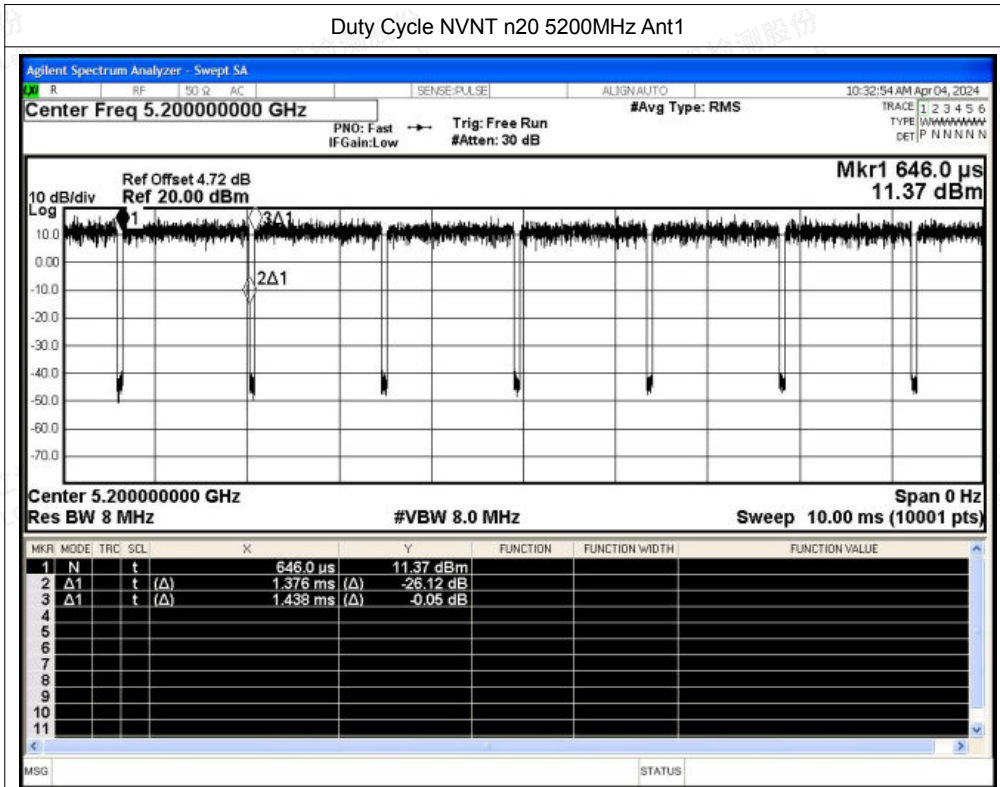 Duty Cycle NVNT n20 5200MHz Ant1
Agilent Spectrum Analyzer - Swept SA
R RF 50 Ω AC SENSE:PULSE ALIGN AUTO 10:32:54 AM Apr 04, 2024
Center Freq 5.200000000 GHz #Avg Type: RMS TRACE 1 2 3 4 5 6
PNO: Fast Trig: Free Run TYPE
IFGain:Low #Atten: 30 dB DET P N N N N N
Mkr1 646.0 µs
11.37 dBm
Ref Offset 4.72 dB
10 dB/div Ref 20.00 dBm
Log
1
3Δ1
10.0
0.00
2Δ1
-10.0
-20.0
-30.0
-40.0
-50.0
-60.0
-70.0
Center 5.200000000 GHz Span 0 Hz
Res BW 8 MHz #VBW 8.0 MHz Sweep 10.00 ms (10001 pts)
MKR MODE TRC SCL X Y FUNCTION FUNCTION WIDTH FUNCTION VALUE
1 N t 646.0 µs 11.37 dBm
2 Δ1 t (Δ) 1.376 ms (Δ) -26.12 dB
3 Δ1 t (Δ) 1.438 ms (Δ) -0.05 dB
4
5
6
7
8
9
10
11
MSG STATUS